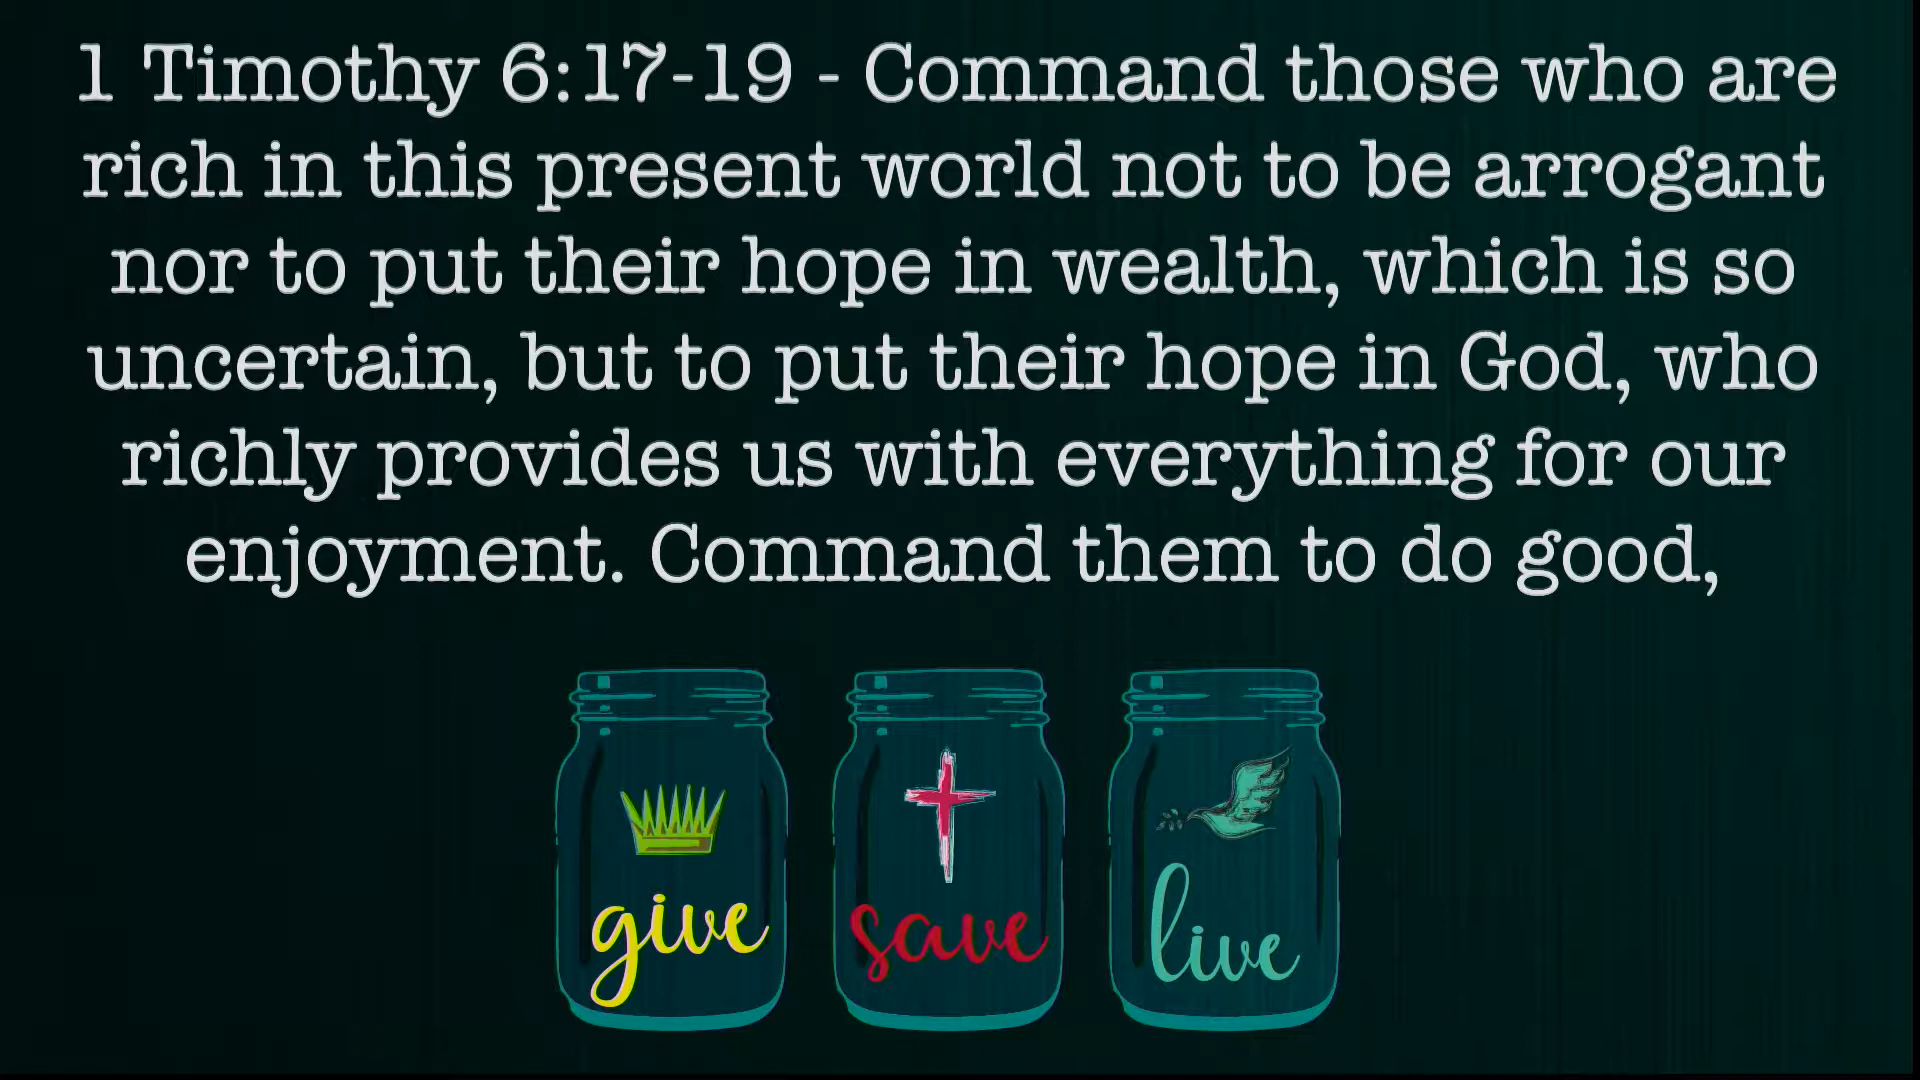 1 Timothy 6:17-19 - Command those who are
rich in this present world not to be arrogant
nor to put their hope in wealth, which is so
uncertain, but to put their hope in God, who
richly provides us with everything for our
enjoyment. Command them to do good,
give
save
live